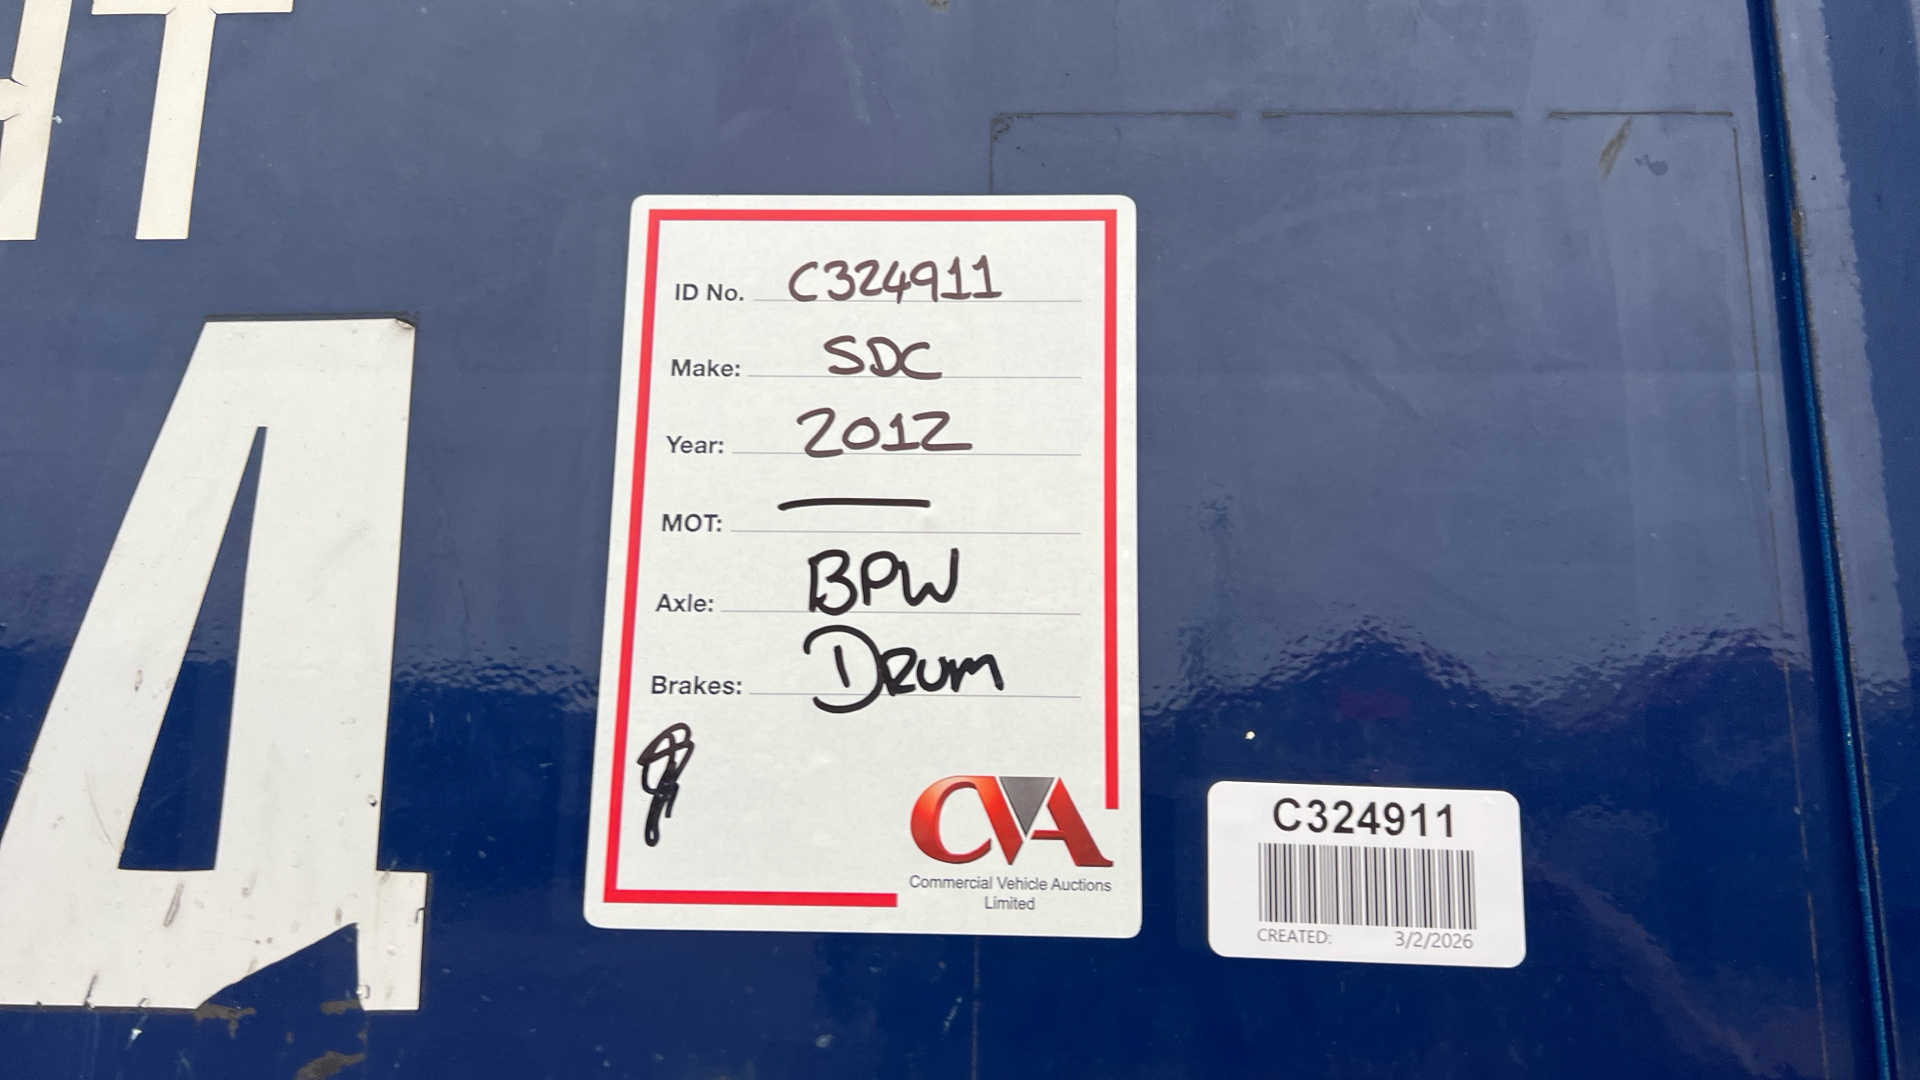 HT
ID No. C324911
Make: SDC
Year: 2012
MOT: —
Axle: BPW
Brakes: DRUM
CVA
Commercial Vehicle Auctions
Limited
C324911
CREATED: 3/2/2026